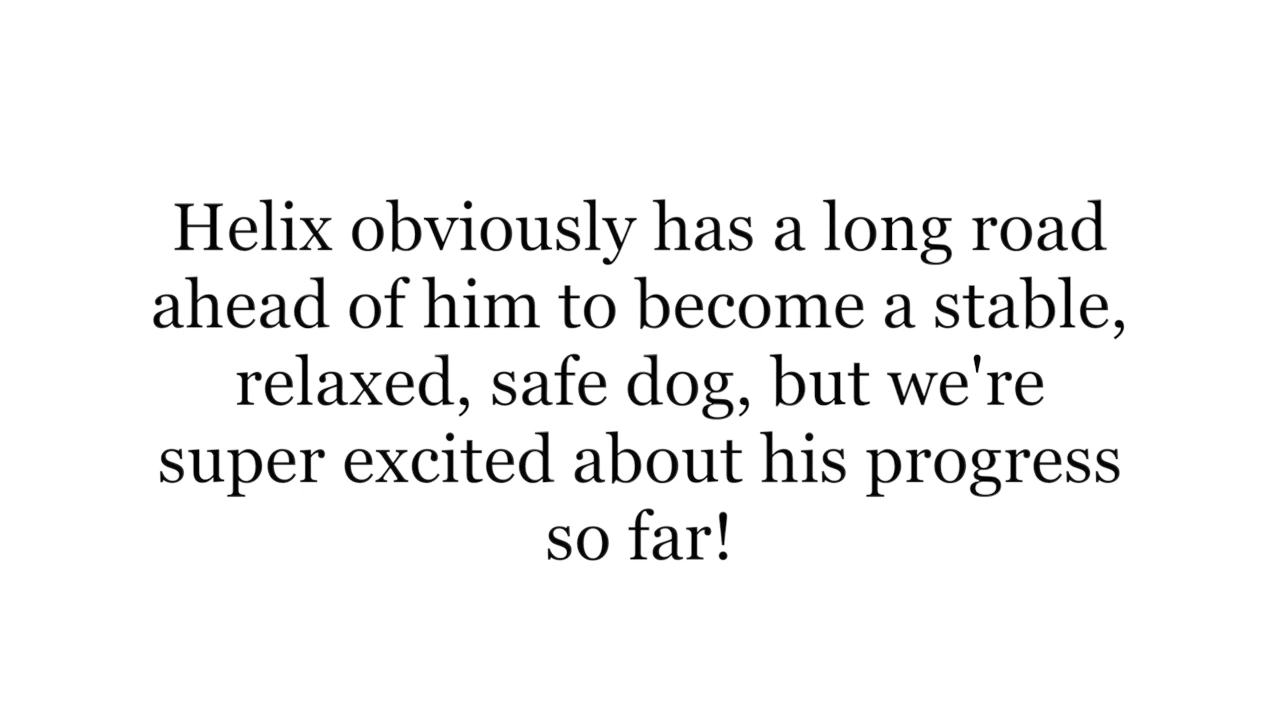 Helix obviously has a long road
ahead of him to become a stable,
relaxed, safe dog, but we're
super excited about his progress
so far!